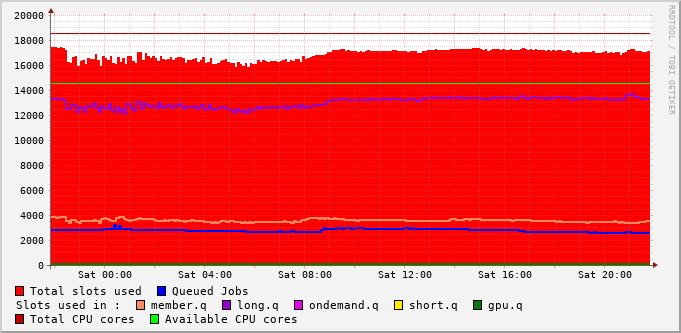 20000
18000
16000
14000
12000
10000
8000
6000
4000
2000
0
Sat 00:00 Sat 04:00 Sat 08:00 Sat 12:00 Sat 16:00 Sat 20:00
Total slots used Queued Jobs
Slots used in : member.q long.q ondemand.q short.q gpu.q
Total CPU cores Available CPU cores
RRDTOOL / TOBI OETIKER